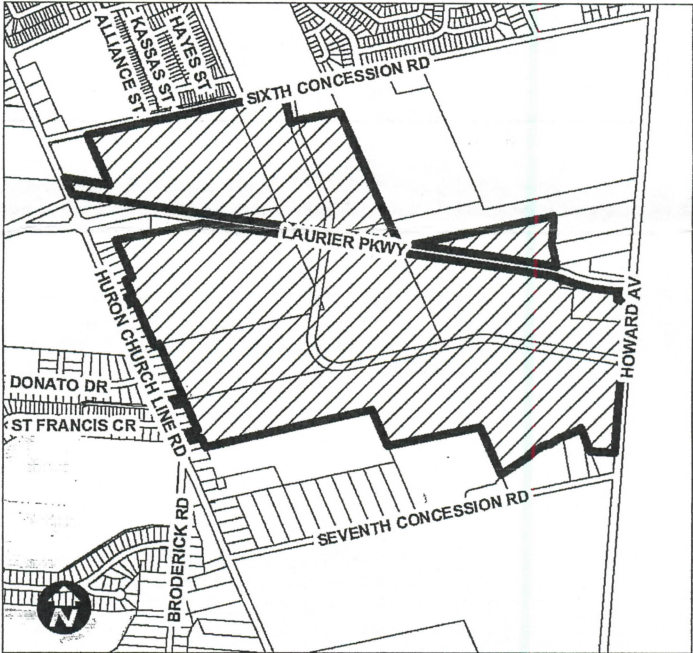 HAYES ST
KASSAS ST
ALLIANCE ST
SIXTH CONCESSION RD
LAURIER PKWY
HOWARD AV
HURON CHURCH LINE RD
DONATO DR
ST FRANCIS CR
SEVENTH CONCESSION RD
BRODERICK RD
N